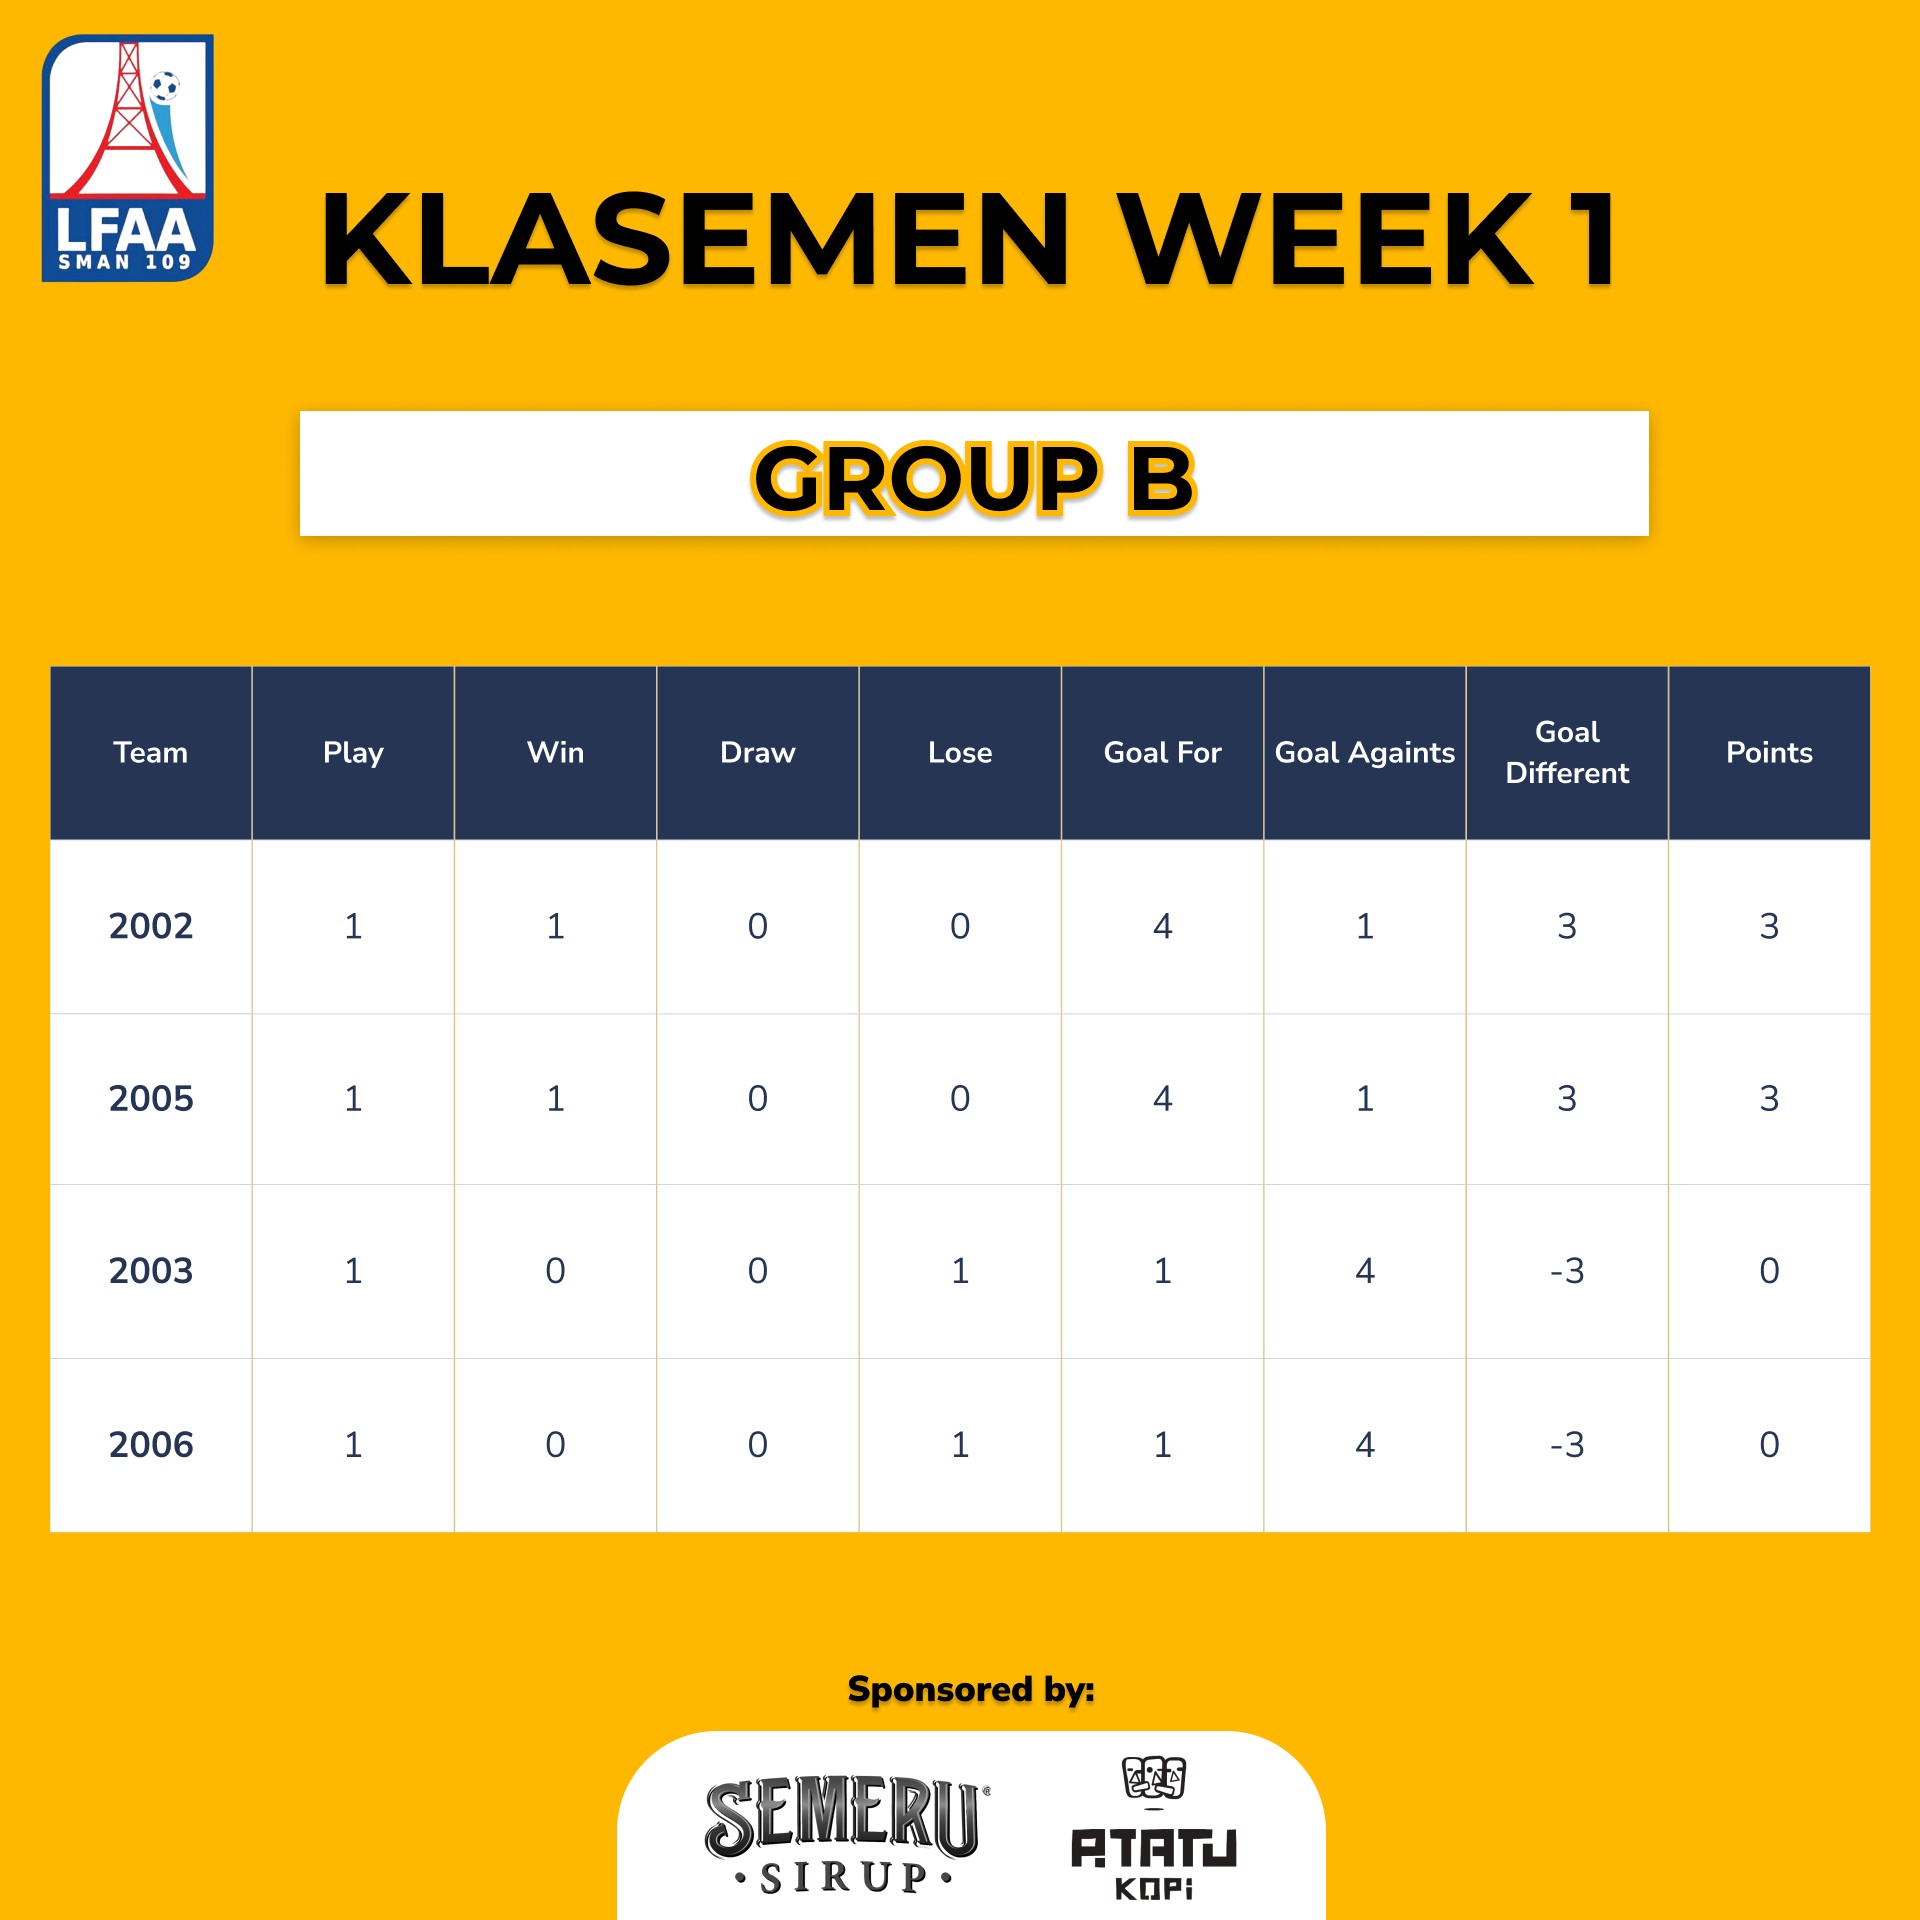 LFAA
SMAN 109
KLASEMEN WEEK 1
GROUP B
Team Play Win Draw Lose Goal For Goal Againts Goal Different Points
2002 1 1 0 0 4 1 3 3
2005 1 1 0 0 4 1 3 3
2003 1 0 0 1 1 4 -3 0
2006 1 0 0 1 1 4 -3 0
Sponsored by:
SEMERU®
• SIRUP •
ATATU
KOPI